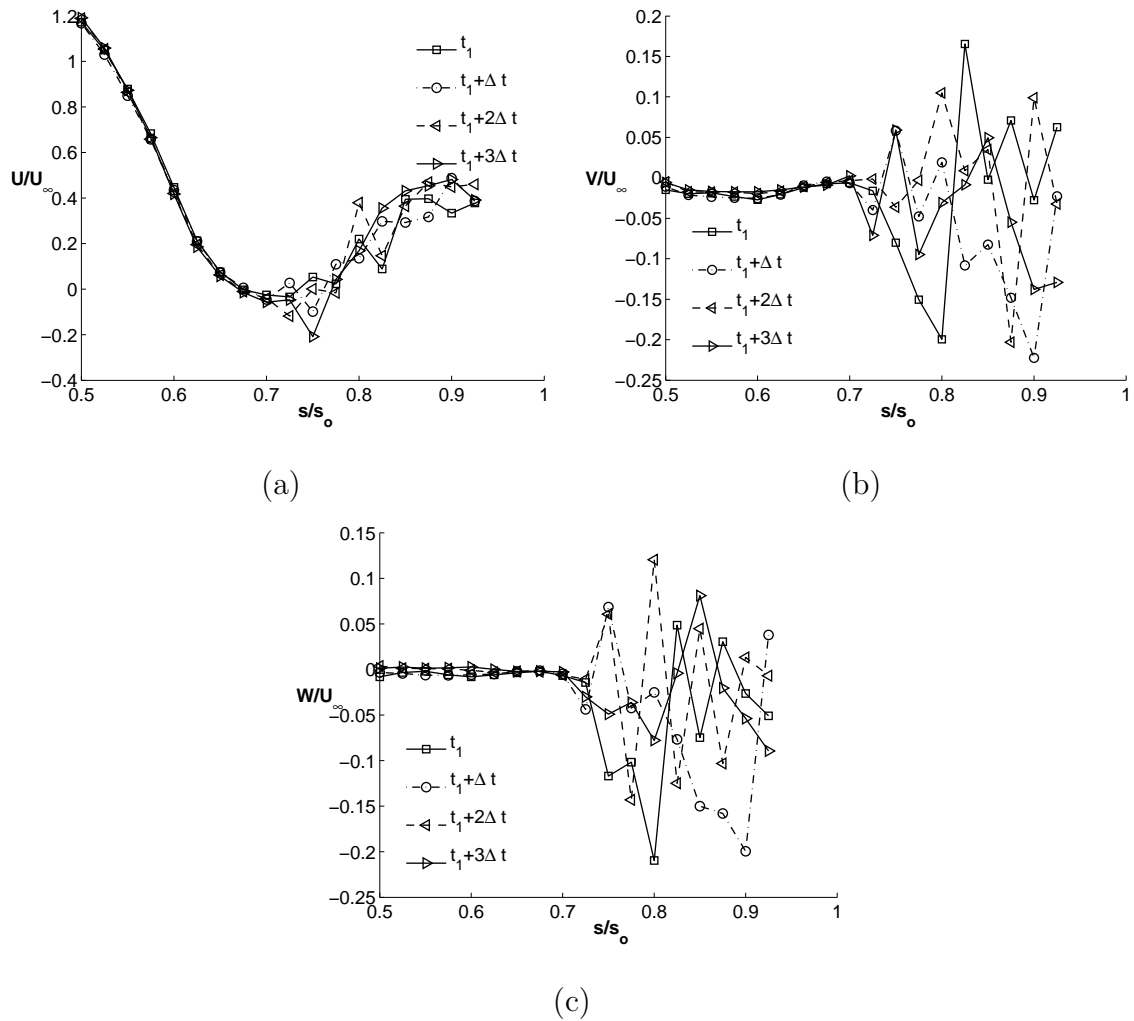 1.2
1
0.8
0.6
0.4
0.2
0
−0.2
−0.4
U/U∞
0.5 0.6 0.7 0.8 0.9 1
s/so
t1
t1+Δ t
t1+2Δ t
t1+3Δ t
(a)
0.2
0.15
0.1
0.05
0
−0.05
−0.1
−0.15
−0.2
−0.25
V/U∞
0.5 0.6 0.7 0.8 0.9 1
s/so
t1
t1+Δ t
t1+2Δ t
t1+3Δ t
(b)
0.15
0.1
0.05
0
−0.05
−0.1
−0.15
−0.2
−0.25
W/U∞
0.5 0.6 0.7 0.8 0.9 1
s/so
t1
t1+Δ t
t1+2Δ t
t1+3Δ t
(c)